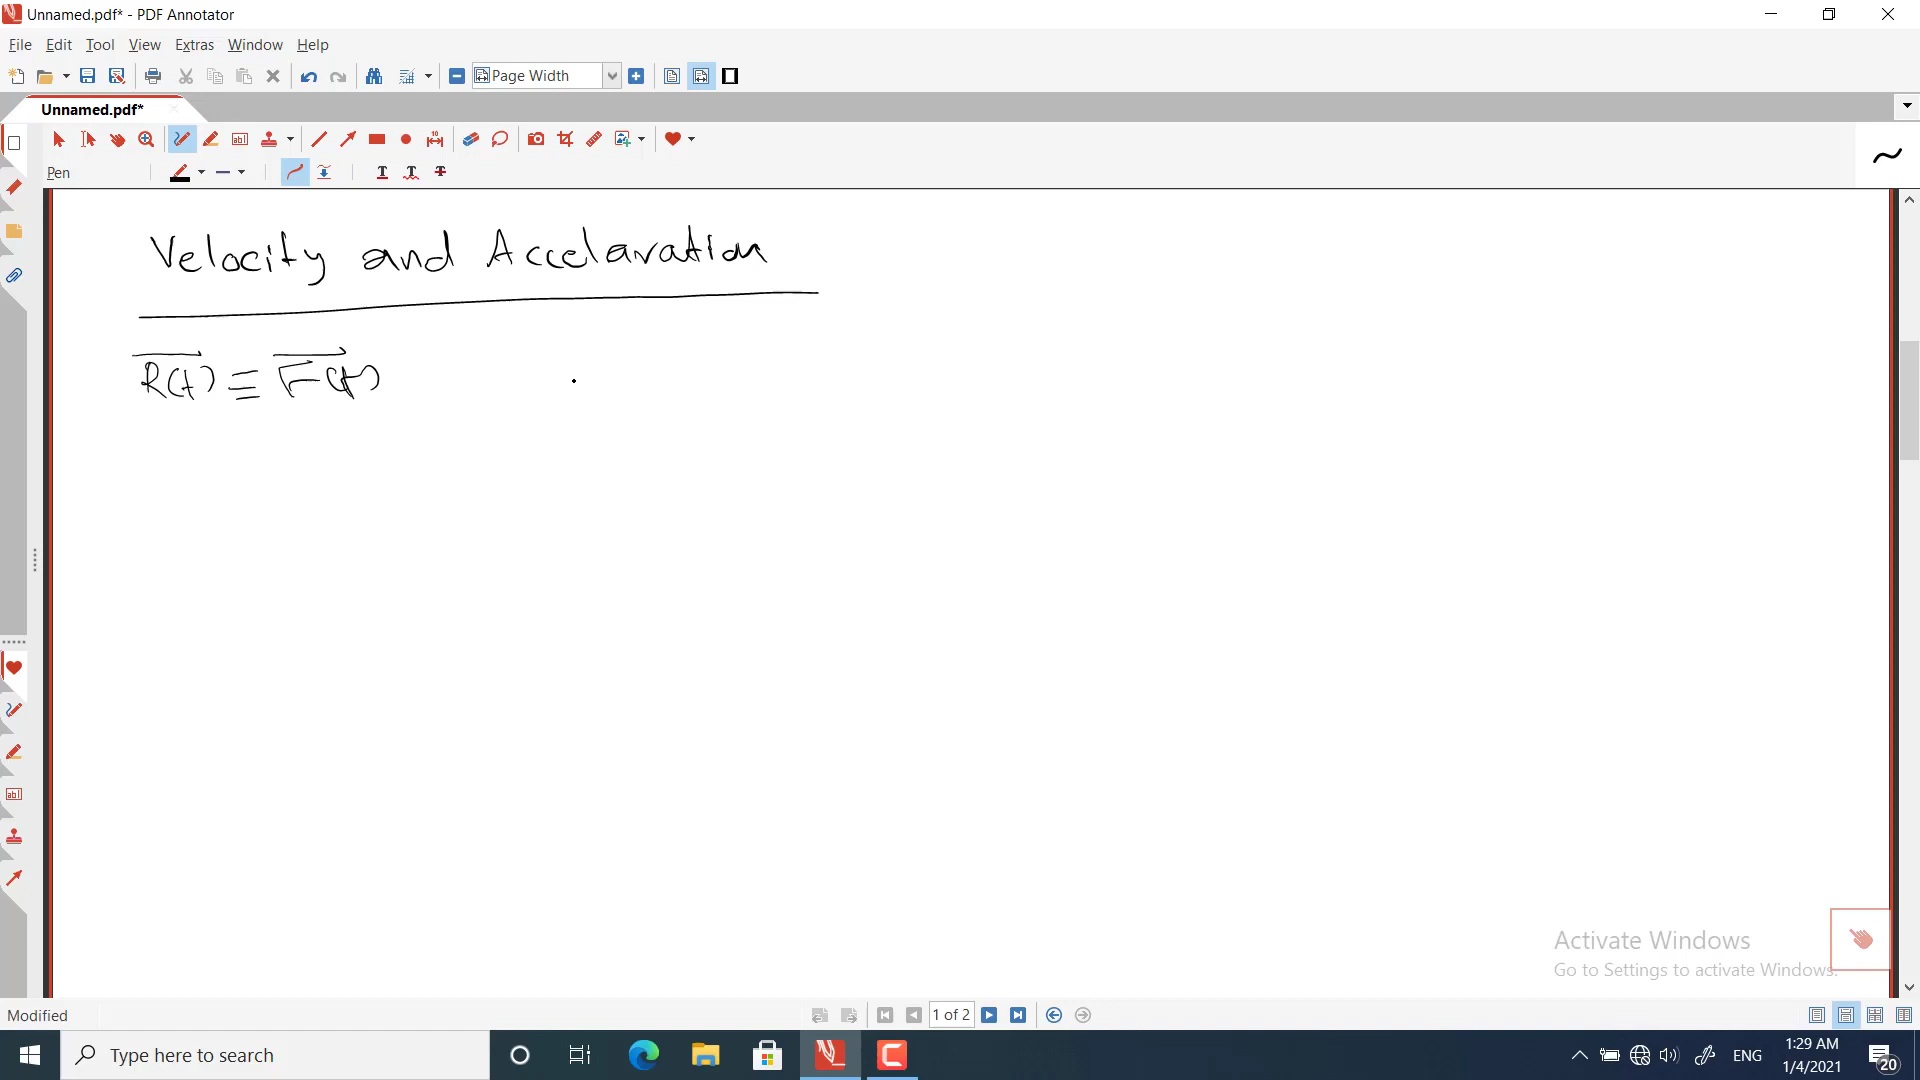 Unnamed.pdf* - PDF Annotator
File Edit Tool View Extras Window Help
Page Width
Unnamed.pdf*
Pen
Velocity and Accelaration
R(t) ≡ r(t)
Activate Windows
Go to Settings to activate Windows.
Modified
1 of 2
Type here to search
ENG
1:29 AM
1/4/2021
20